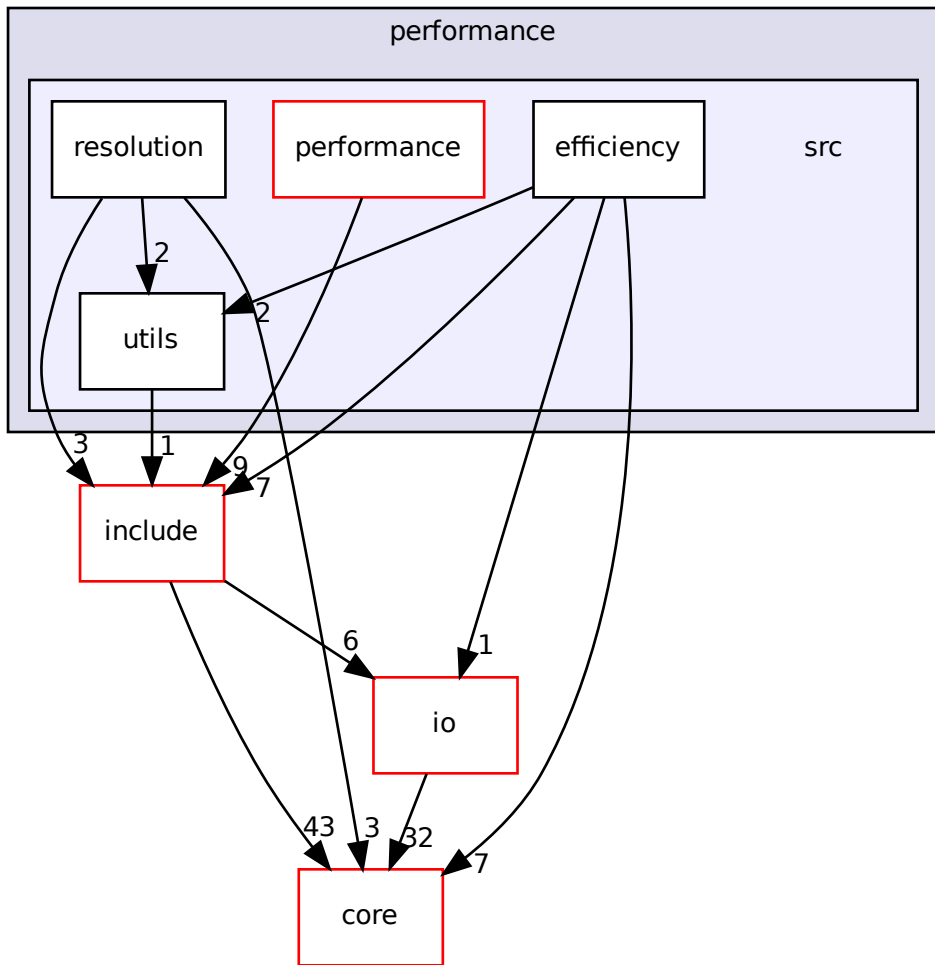 performance
resolution
performance
efficiency
src
2
2
utils
3
1
9
7
include
6
1
io
43
3
32
7
core